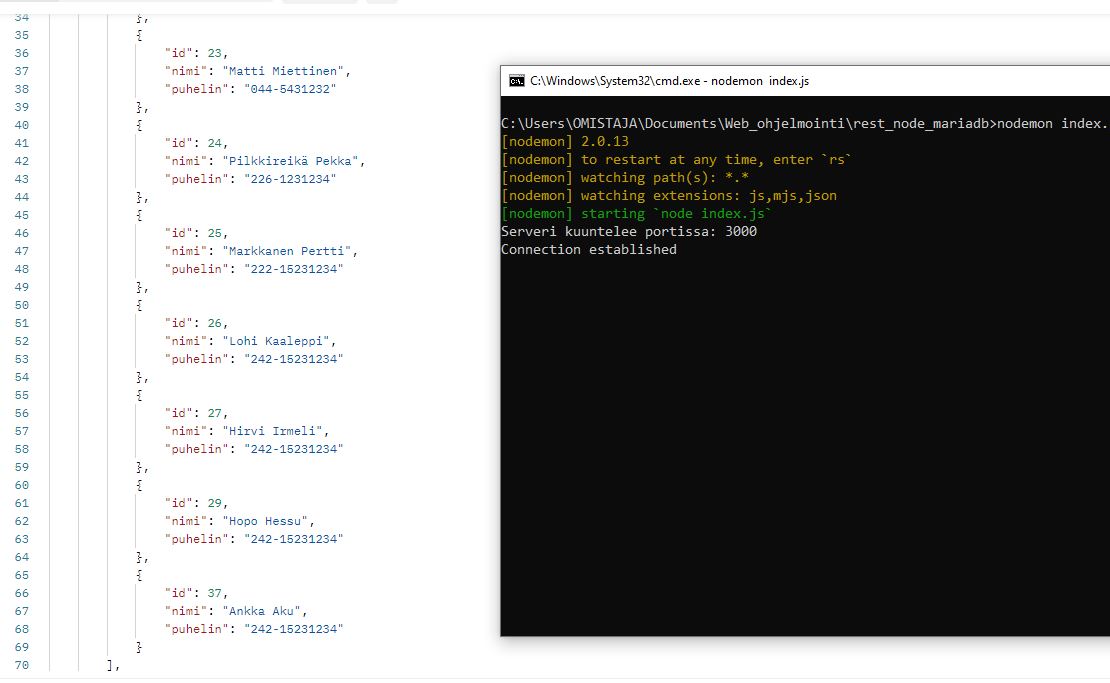 34 },
35 {
36 "id": 23,
37 "nimi": "Matti Miettinen",
38 "puhelin": "044-5431232"
39 },
40 {
41 "id": 24,
42 "nimi": "Pilkkireikä Pekka",
43 "puhelin": "226-1231234"
44 },
45 {
46 "id": 25,
47 "nimi": "Markkanen Pertti",
48 "puhelin": "222-15231234"
49 },
50 {
51 "id": 26,
52 "nimi": "Lohi Kaaleppi",
53 "puhelin": "242-15231234"
54 },
55 {
56 "id": 27,
57 "nimi": "Hirvi Irmeli",
58 "puhelin": "242-15231234"
59 },
60 {
61 "id": 29,
62 "nimi": "Hopo Hessu",
63 "puhelin": "242-15231234"
64 },
65 {
66 "id": 37,
67 "nimi": "Ankka Aku",
68 "puhelin": "242-15231234"
69 }
70 ],
C:\Windows\System32\cmd.exe - nodemon index.js
C:\Users\OMISTAJA\Documents\Web_ohjelmointi\rest_node_mariadb>nodemon index.
[nodemon] 2.0.13
[nodemon] to restart at any time, enter `rs`
[nodemon] watching path(s): *.*
[nodemon] watching extensions: js,mjs,json
[nodemon] starting `node index.js`
Serveri kuuntelee portissa: 3000
Connection established